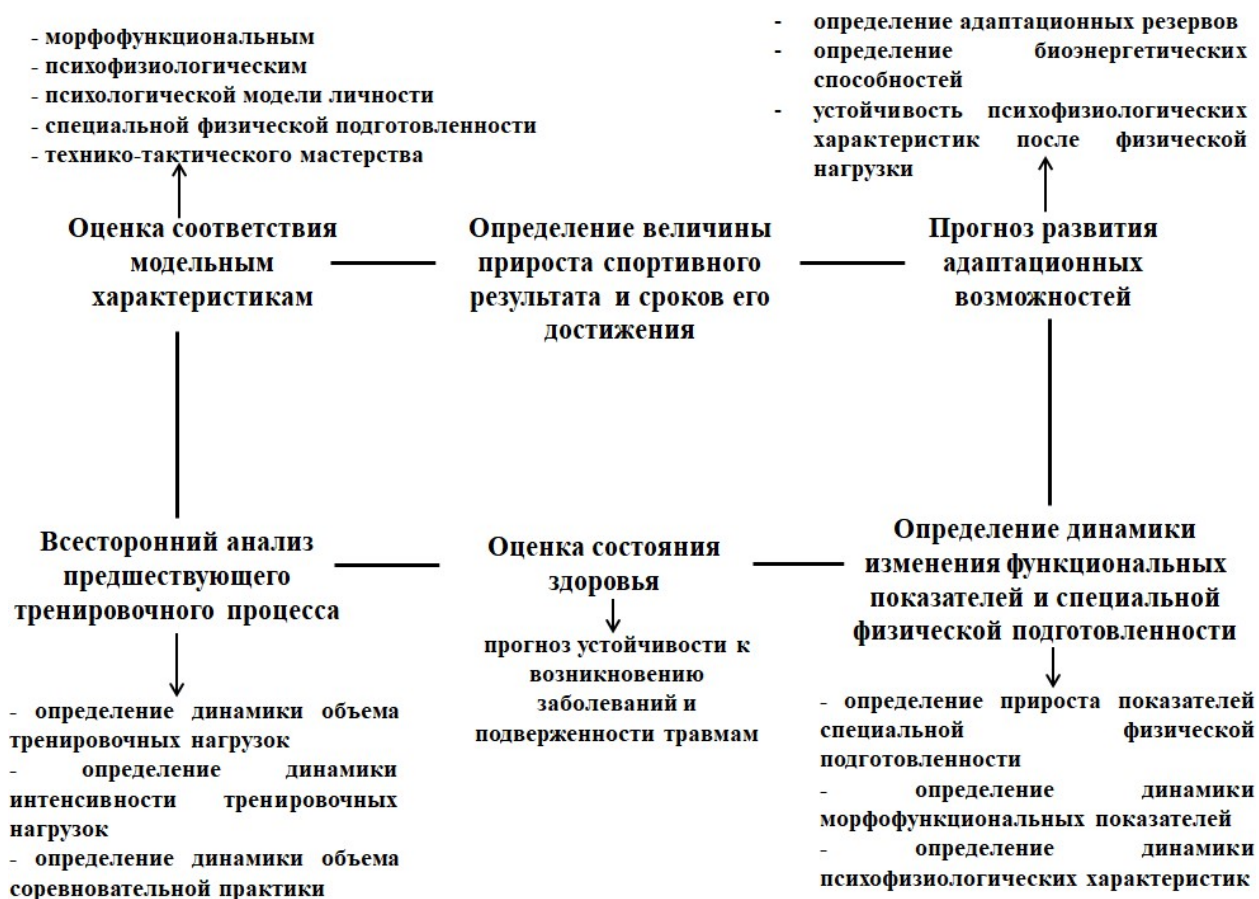 - морфофункциональным
- психофизиологическим
- психологической модели личности
- специальной физической подготовленности
- технико-тактического мастерства
- определение адаптационных резервов
- определение биоэнергетических
способностей
- устойчивость психофизиологических
характеристик после физической
нагрузки
Оценка соответствия
модельным
характеристикам
Определение величины
прироста спортивного
результата и сроков его
достижения
Прогноз развития
адаптационных
возможностей
Всесторонний анализ
предшествующего
тренировочного процесса
Оценка состояния
здоровья
Определение динамики
изменения функциональных
показателей и специальной
физической подготовленности
- определение динамики объема
тренировочных нагрузок
- определение динамики
интенсивности тренировочных
нагрузок
- определение динамики объема
соревновательной практики
прогноз устойчивости к
возникновению
заболеваний и
подверженности травмам
- определение прироста показателей
специальной физической
подготовленности
- определение динамики
морфофункциональных показателей
- определение динамики
психофизиологических характеристик